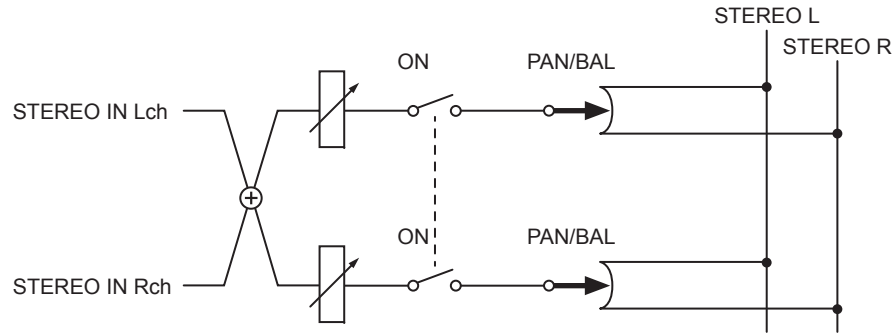 STEREO L
STEREO R
ON
PAN/BAL
STEREO IN Lch
ON
PAN/BAL
STEREO IN Rch